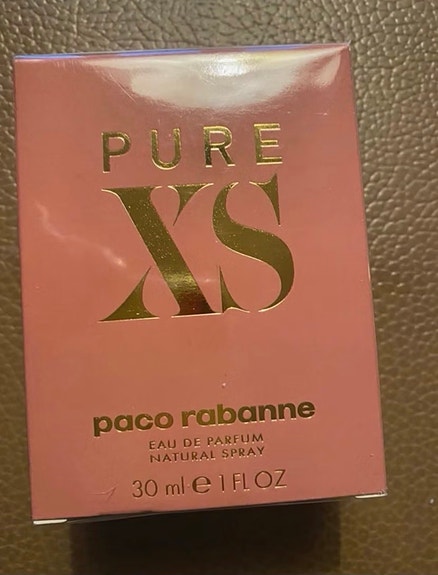 PURE
XS
paco rabanne
EAU DE PARFUM
NATURAL SPRAY
30 ml ℮ 1 FL OZ